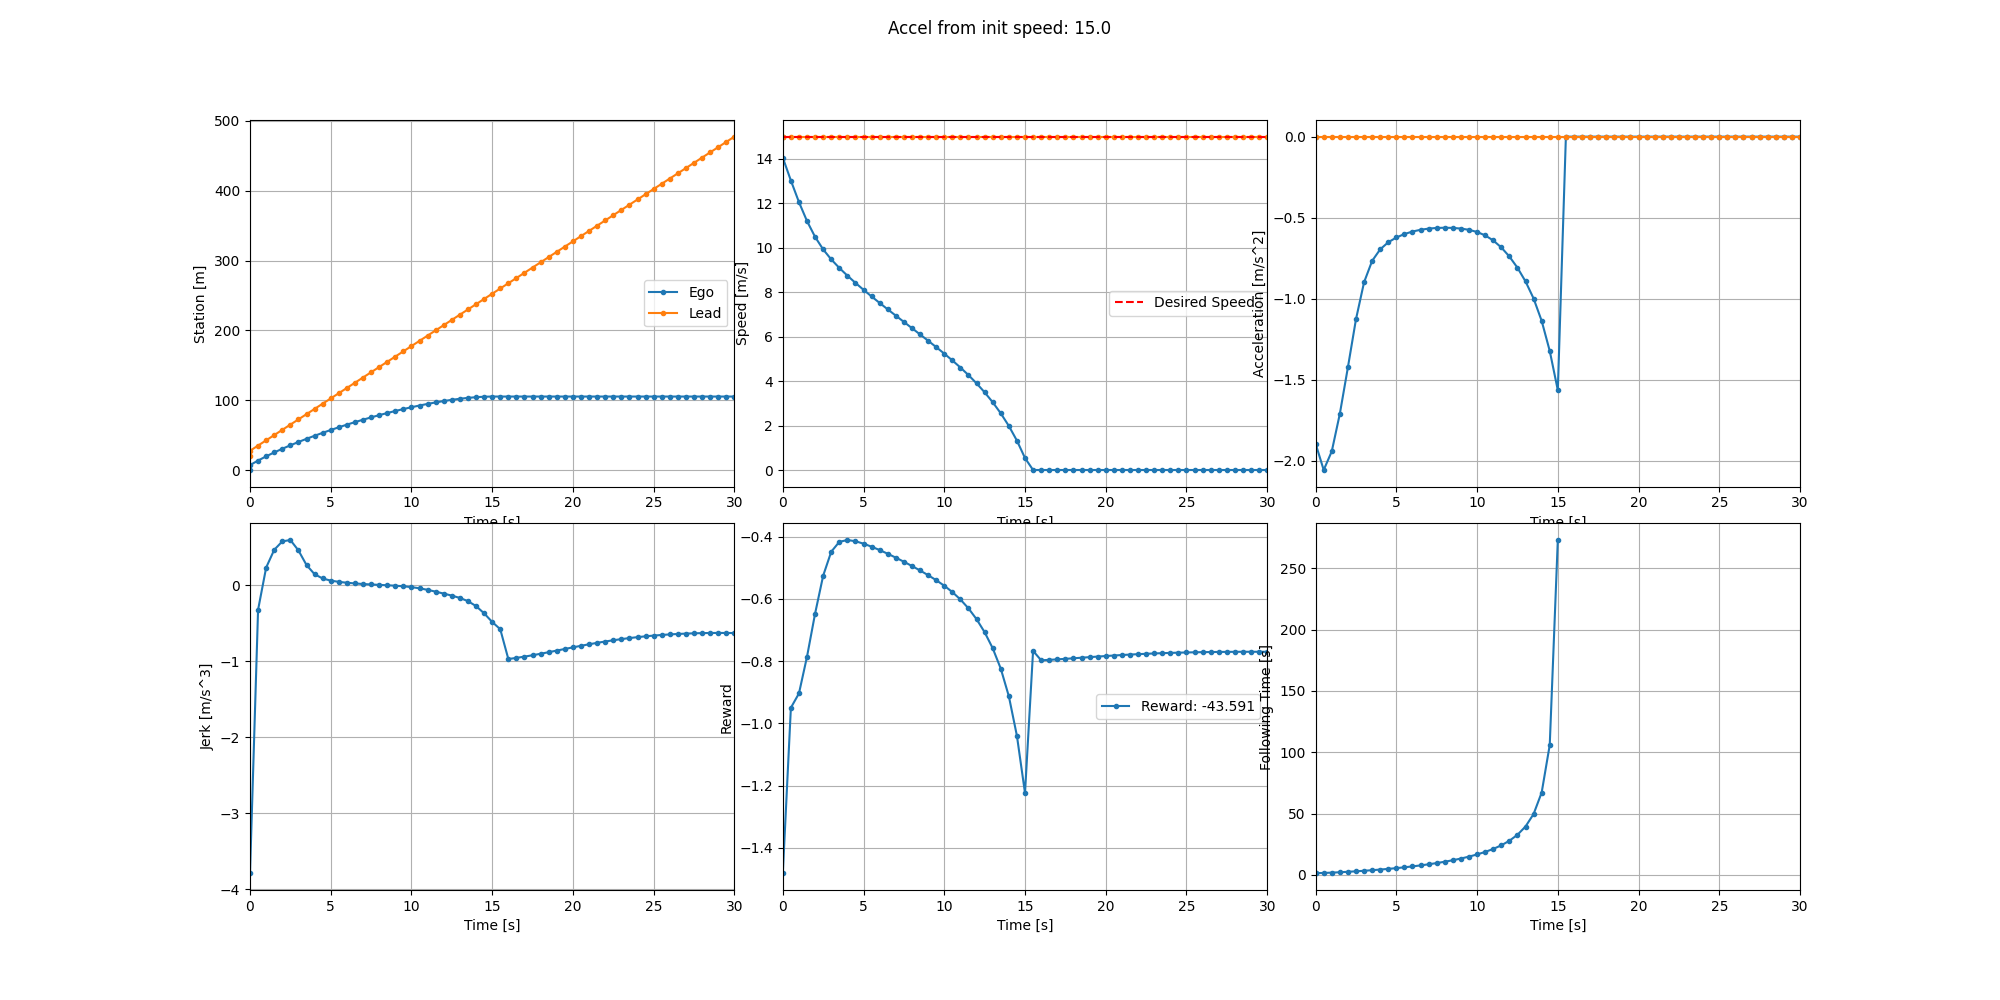 Accel from init speed: 15.0
Station [m]
500
400
300
200
100
0
Ego
Lead
0 5 10 15 20 25 30
Time [s]
Speed [m/s]
14
12
10
8
6
4
2
0
Desired Speed
0 5 10 15 20 25 30
Time [s]
Acceleration [m/s^2]
0.0
−0.5
−1.0
−1.5
−2.0
0 5 10 15 20 25 30
Time [s]
Jerk [m/s^3]
0
−1
−2
−3
−4
0 5 10 15 20 25 30
Time [s]
Reward
−0.4
−0.6
−0.8
−1.0
−1.2
−1.4
Reward: -43.591
0 5 10 15 20 25 30
Time [s]
Following Time [s]
250
200
150
100
50
0
0 5 10 15 20 25 30
Time [s]